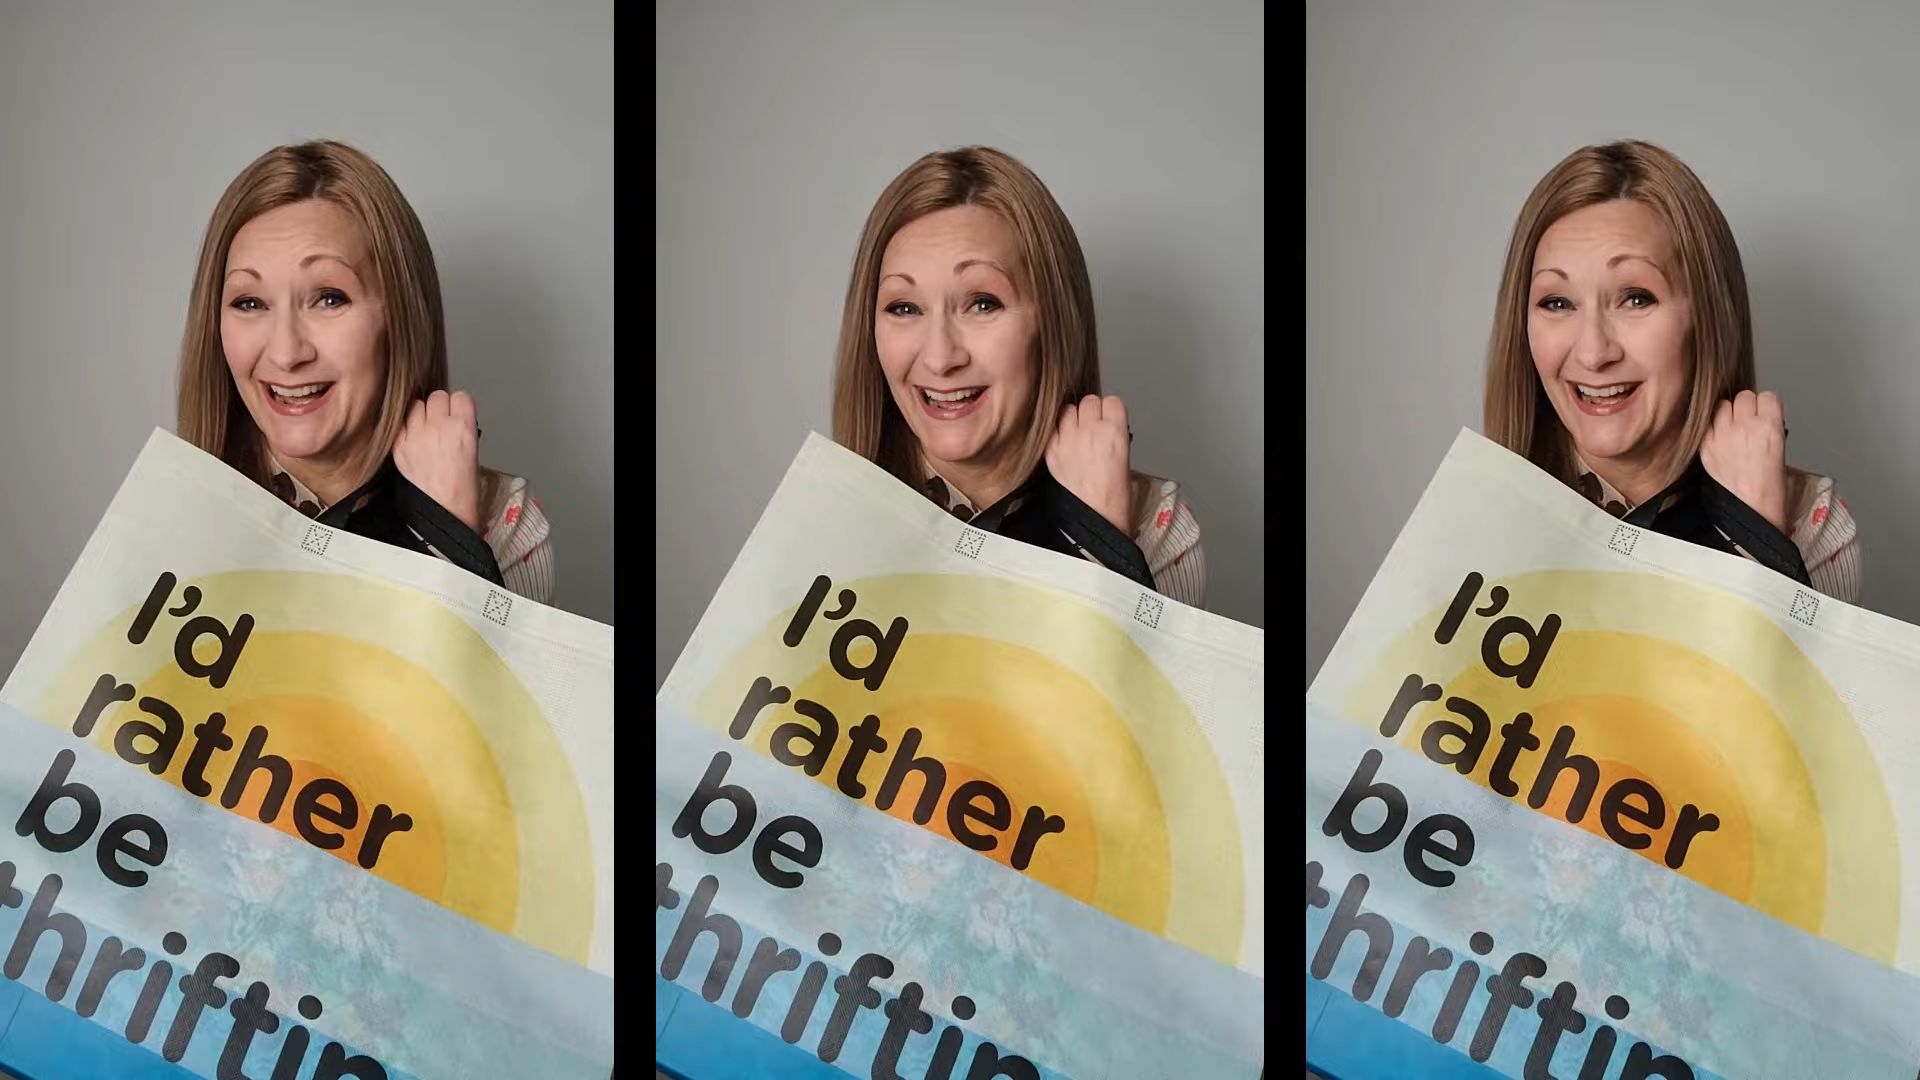 I'd
rather
be
thriftin
I'd
rather
be
thriftin
I'd
rather
be
thriftin